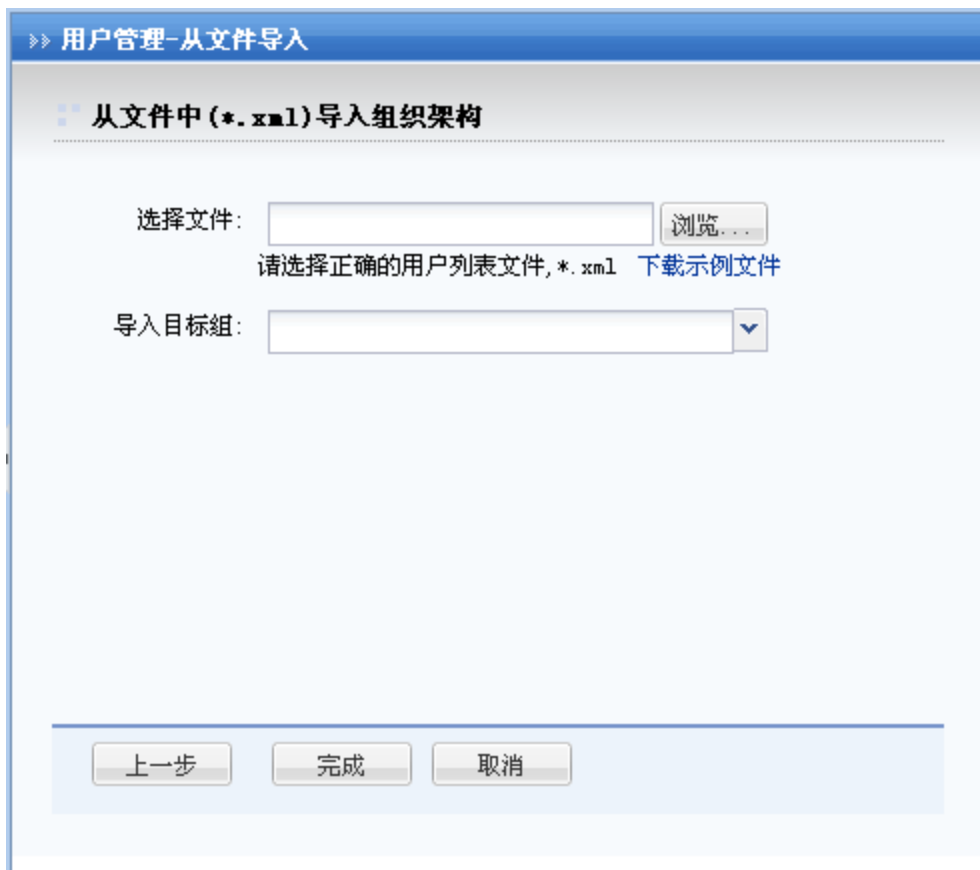 用户管理-从文件导入
从文件中(*.xml)导入组织架构
选择文件: 浏览...
请选择正确的用户列表文件,*.xml 下载示例文件
导入目标组:
上一步 完成 取消